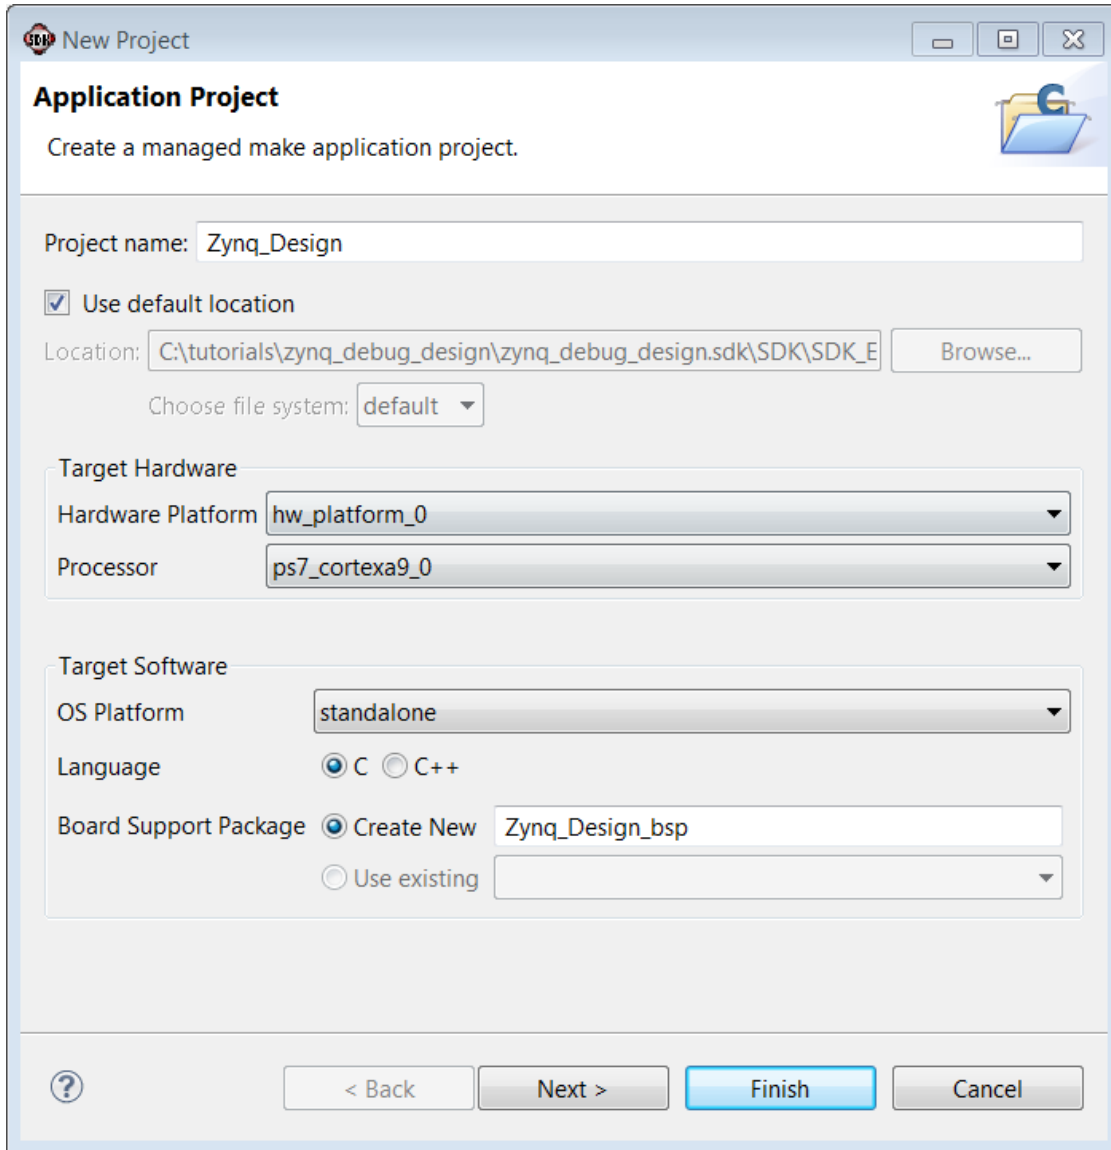 SDK New Project
Application Project
Create a managed make application project.
C
Project name: Zynq_Design
Use default location
Location: C:\tutorials\zynq_debug_design\zynq_debug_design.sdk\SDK\SDK_E Browse...
Choose file system: default
Target Hardware
Hardware Platform hw_platform_0
Processor ps7_cortexa9_0
Target Software
OS Platform standalone
Language C C++
Board Support Package Create New Zynq_Design_bsp
Use existing
? < Back Next > Finish Cancel